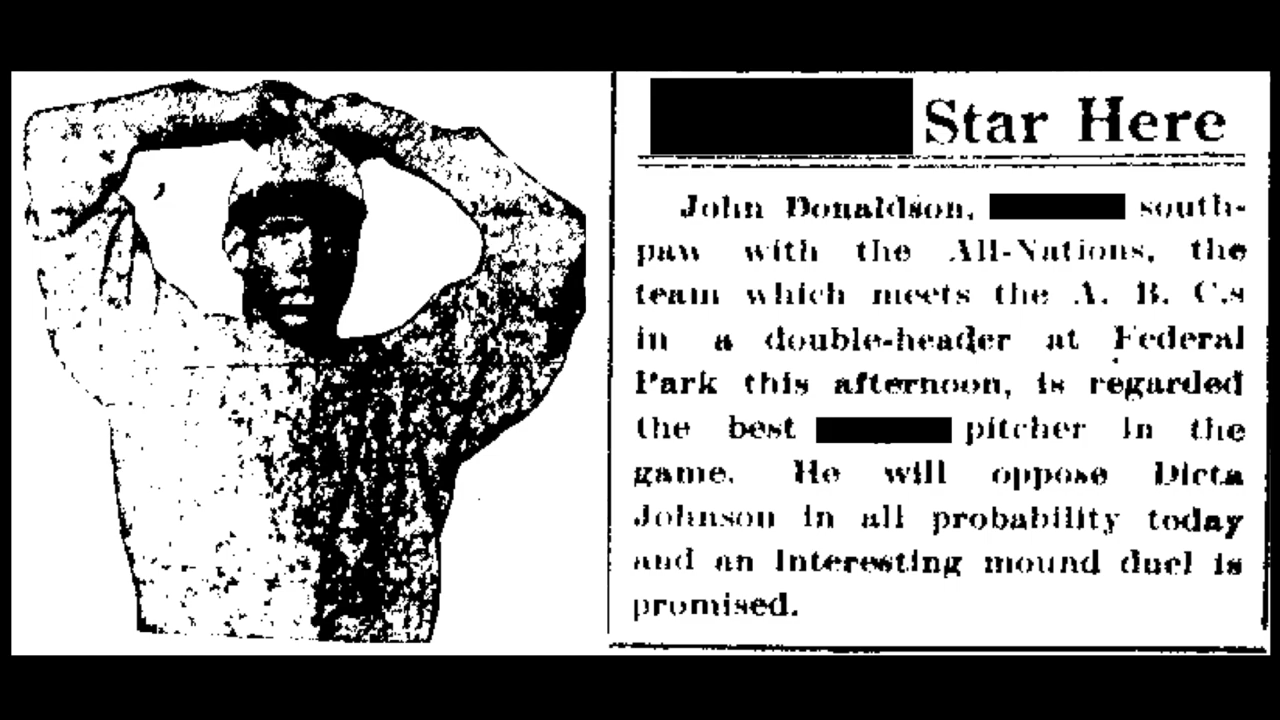 Star Here
John Donaldson, south-
paw with the All-Nations, the
team which meets the A. B. C.s
in a double-header at Federal
Park this afternoon, is regarded
the best pitcher in the
game. He will oppose Dicta
Johnson in all probability today
and an interesting mound duel is
promised.